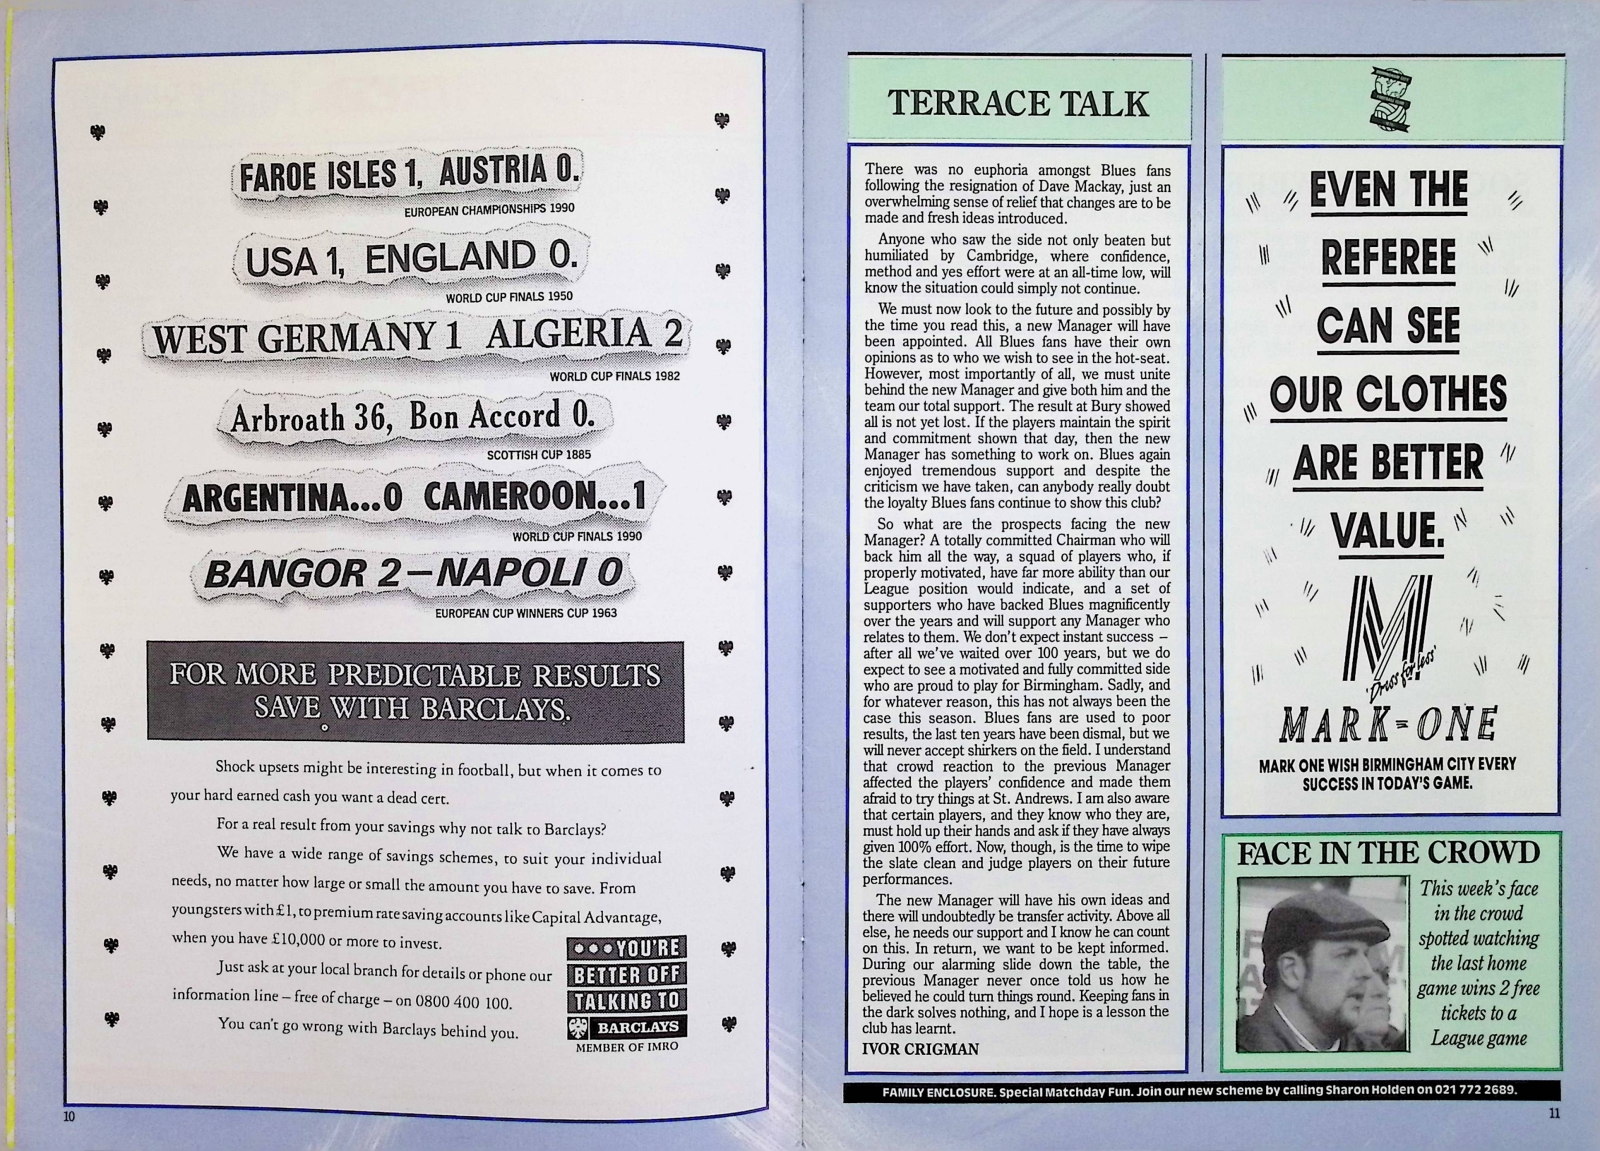 FAROE ISLES 1, AUSTRIA 0.
EUROPEAN CHAMPIONSHIPS 1990
USA 1, ENGLAND 0.
WORLD CUP FINALS 1950
WEST GERMANY 1 ALGERIA 2
WORLD CUP FINALS 1982
Arbroath 36, Bon Accord 0.
SCOTTISH CUP 1885
ARGENTINA...0 CAMEROON...1
WORLD CUP FINALS 1990
BANGOR 2–NAPOLI 0
EUROPEAN CUP WINNERS CUP 1963
FOR MORE PREDICTABLE RESULTS
SAVE WITH BARCLAYS.
Shock upsets might be interesting in football, but when it comes to
your hard earned cash you want a dead cert.
For a real result from your savings why not talk to Barclays?
We have a wide range of savings schemes, to suit your individual
needs, no matter how large or small the amount you have to save. From
youngsters with £1, to premium rate saving accounts like Capital Advantage,
when you have £10,000 or more to invest.
Just ask at your local branch for details or phone our
information line – free of charge – on 0800 400 100.
You can't go wrong with Barclays behind you.
●●●YOU'RE
BETTER OFF
TALKING TO
BARCLAYS
MEMBER OF IMRO
10
TERRACE TALK
There was no euphoria amongst Blues fans
following the resignation of Dave Mackay, just an
overwhelming sense of relief that changes are to be
made and fresh ideas introduced.
Anyone who saw the side not only beaten but
humiliated by Cambridge, where confidence,
method and yes effort were at an all-time low, will
know the situation could simply not continue.
We must now look to the future and possibly by
the time you read this, a new Manager will have
been appointed. All Blues fans have their own
opinions as to who we wish to see in the hot-seat.
However, most importantly of all, we must unite
behind the new Manager and give both him and the
team our total support. The result at Bury showed
all is not yet lost. If the players maintain the spirit
and commitment shown that day, then the new
Manager has something to work on. Blues again
enjoyed tremendous support and despite the
criticism we have taken, can anybody really doubt
the loyalty Blues fans continue to show this club?
So what are the prospects facing the new
Manager? A totally committed Chairman who will
back him all the way, a squad of players who, if
properly motivated, have far more ability than our
League position would indicate, and a set of
supporters who have backed Blues magnificently
over the years and will support any Manager who
relates to them. We don't expect instant success –
after all we've waited over 100 years, but we do
expect to see a motivated and fully committed side
who are proud to play for Birmingham. Sadly, and
for whatever reason, this has not always been the
case this season. Blues fans are used to poor
results, the last ten years have been dismal, but we
will never accept shirkers on the field. I understand
that crowd reaction to the previous Manager
affected the players' confidence and made them
afraid to try things at St. Andrews. I am also aware
that certain players, and they know who they are,
must hold up their hands and ask if they have always
given 100% effort. Now, though, is the time to wipe
the slate clean and judge players on their future
performances.
The new Manager will have his own ideas and
there will undoubtedly be transfer activity. Above all
else, he needs our support and I know he can count
on this. In return, we want to be kept informed.
During our alarming slide down the table, the
previous Manager never once told us how he
believed he could turn things round. Keeping fans in
the dark solves nothing, and I hope is a lesson the
club has learnt.
IVOR CRIGMAN
EVEN THE
REFEREE
CAN SEE
OUR CLOTHES
ARE BETTER
VALUE.
M
'Dress for less'
MARK=ONE
MARK ONE WISH BIRMINGHAM CITY EVERY
SUCCESS IN TODAY'S GAME.
FACE IN THE CROWD
This week's face
in the crowd
spotted watching
the last home
game wins 2 free
tickets to a
League game
FAMILY ENCLOSURE. Special Matchday Fun. Join our new scheme by calling Sharon Holden on 021 772 2689.
11